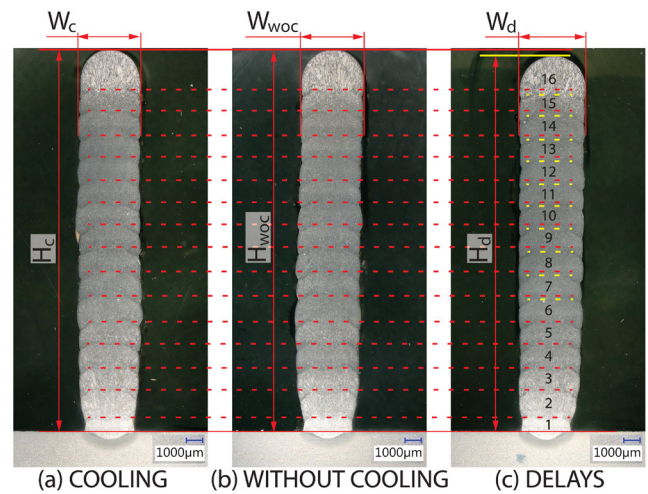 Wc
Wwoc
Wd
Hc
Hwoc
Hd
16
15
14
13
12
11
10
9
8
7
6
5
4
3
2
1
1000µm
1000µm
1000µm
(a) COOLING
(b) WITHOUT COOLING
(c) DELAYS